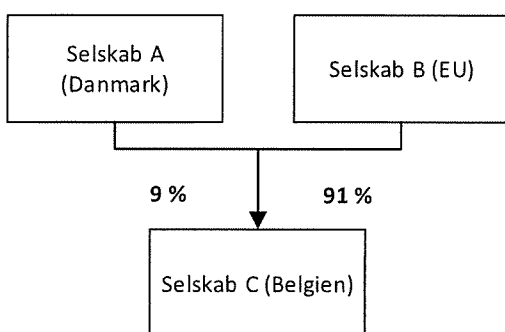 Selskab A
(Danmark)
Selskab B (EU)
9 %
91 %
Selskab C (Belgien)